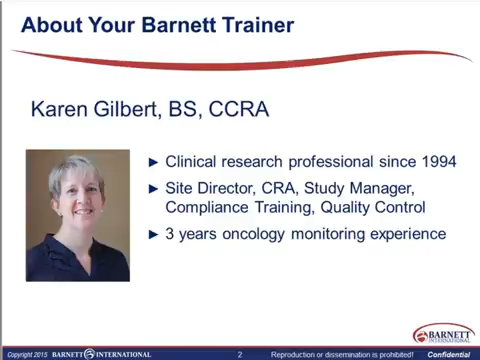 About Your Barnett Trainer
Karen Gilbert, BS, CCRA
► Clinical research professional since 1994
► Site Director, CRA, Study Manager,
Compliance Training, Quality Control
► 3 years oncology monitoring experience
BARNETT
INTERNATIONAL
Copyright 2015 BARNETT INTERNATIONAL 2 Reproduction or dissemination is prohibited! Confidential